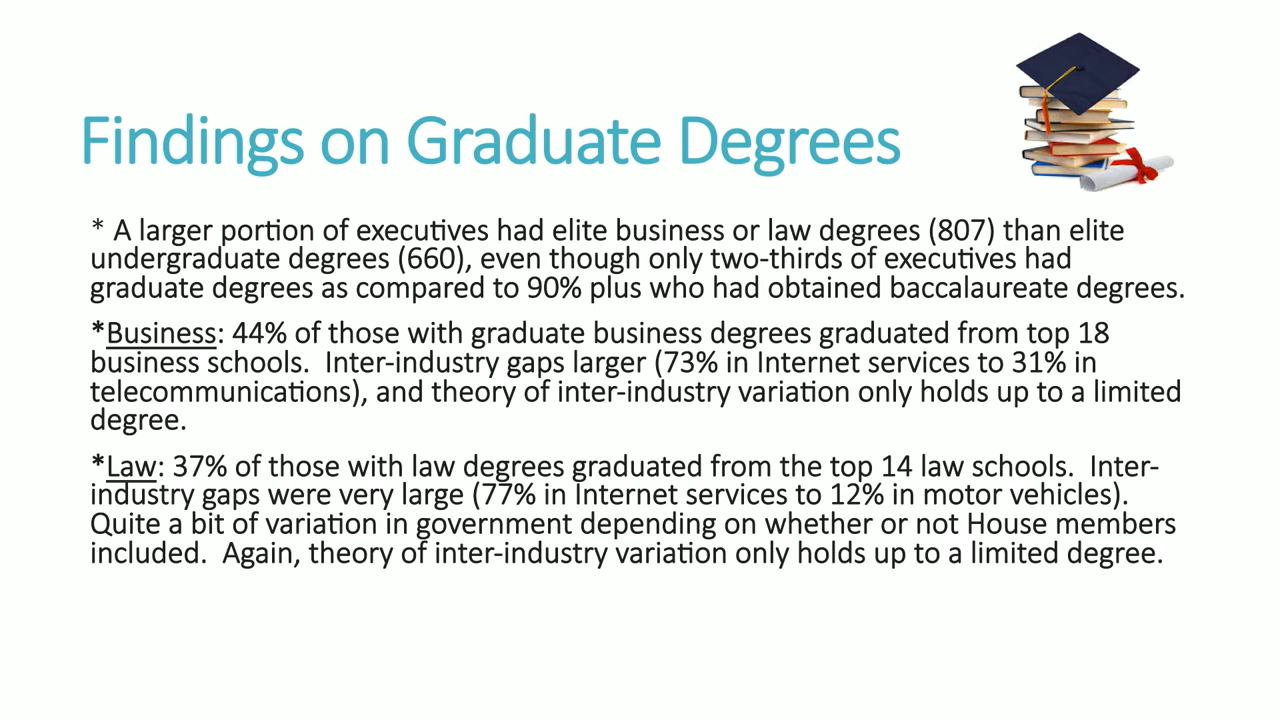 Findings on Graduate Degrees
* A larger portion of executives had elite business or law degrees (807) than elite
undergraduate degrees (660), even though only two-thirds of executives had
graduate degrees as compared to 90% plus who had obtained baccalaureate degrees.
*Business: 44% of those with graduate business degrees graduated from top 18
business schools.  Inter-industry gaps larger (73% in Internet services to 31% in
telecommunications), and theory of inter-industry variation only holds up to a limited
degree.
*Law: 37% of those with law degrees graduated from the top 14 law schools.  Inter-
industry gaps were very large (77% in Internet services to 12% in motor vehicles).
Quite a bit of variation in government depending on whether or not House members
included.  Again, theory of inter-industry variation only holds up to a limited degree.